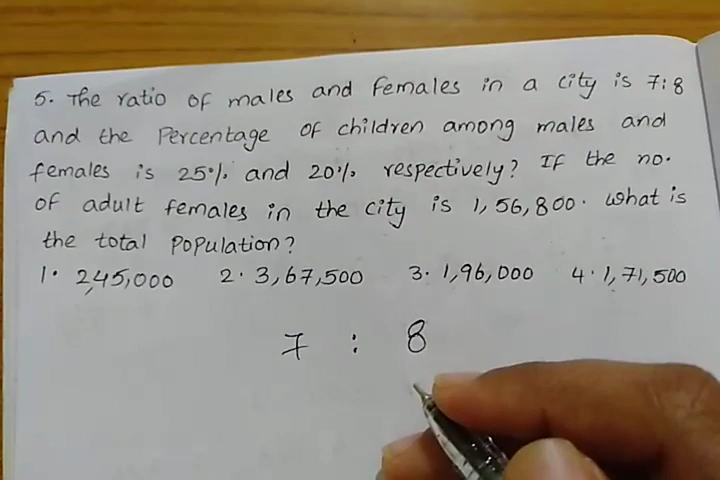 5. The ratio of males and females in a city is 7:8
and the Percentage of children among males and
females is 25% and 20% respectively? If the no.
of adult females in the city is 1,56,800. what is
the total population?
1. 2,45,000 2. 3,67,500 3. 1,96,000 4. 1,71,500
7 : 8